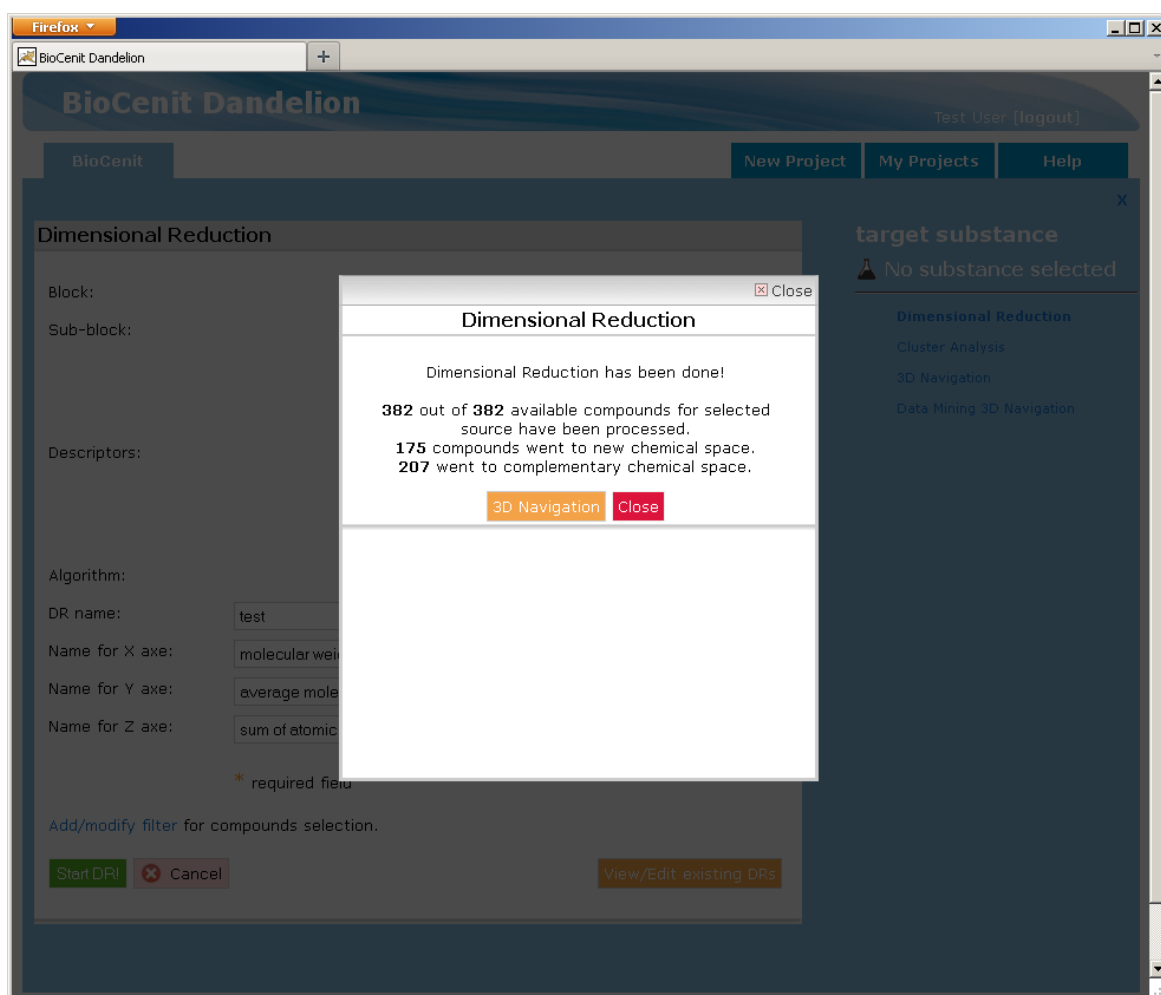 Firefox
BioCenit Dandelion
BioCenit Dandelion
Test User [logout]
BioCenit
New Project
My Projects
Help
x
Dimensional Reduction
target substance
No substance selected
Block:
Sub-block:
Descriptors:
Algorithm:
DR name:
test
Name for X axe:
molecular wei
Name for Y axe:
average mole
Name for Z axe:
sum of atomic
* required field
Add/modify filter for compounds selection.
Start DR!
Cancel
View/Edit existing DRs
Close
Dimensional Reduction
Dimensional Reduction has been done!
382 out of 382 available compounds for selected
source have been processed.
175 compounds went to new chemical space.
207 went to complementary chemical space.
3D Navigation
Close
Dimensional Reduction
Cluster Analysis
3D Navigation
Data Mining 3D Navigation